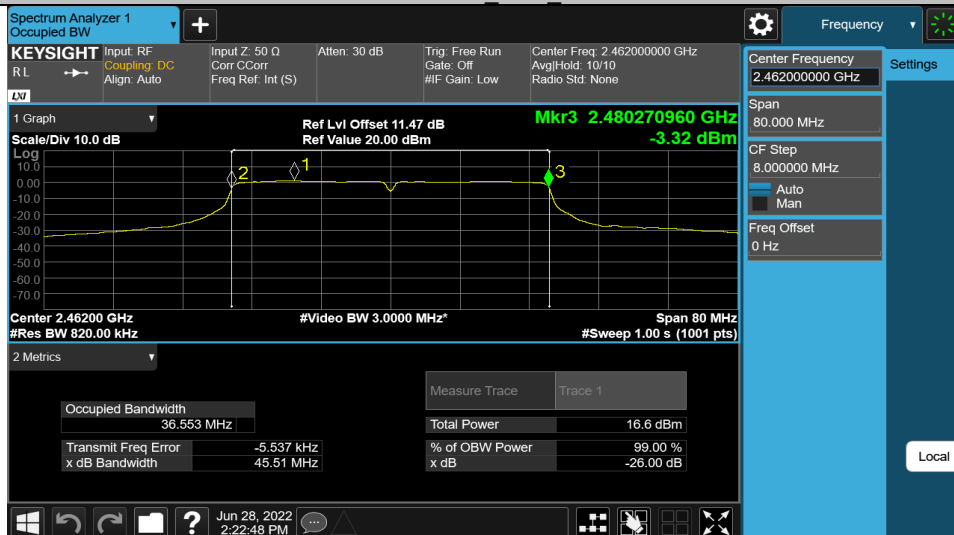 Spectrum Analyzer 1
Occupied BW
+
Frequency
KEYSIGHT
RL
LXI
Input: RF
Coupling: DC
Align: Auto
Input Z: 50 Ω
Corr CCorr
Freq Ref: Int (S)
Atten: 30 dB
Trig: Free Run
Gate: Off
#IF Gain: Low
Center Freq: 2.462000000 GHz
Avg|Hold: 10/10
Radio Std: None
Center Frequency
2.462000000 GHz
Settings
Span
80.000 MHz
CF Step
8.000000 MHz
Auto
Man
Freq Offset
0 Hz
1 Graph
Scale/Div 10.0 dB
Ref Lvl Offset 11.47 dB
Ref Value 20.00 dBm
Mkr3 2.480270960 GHz
-3.32 dBm
Log
10.0
0.00
-10.0
-20.0
-30.0
-40.0
-50.0
-60.0
-70.0
2
1
3
Center 2.46200 GHz
#Res BW 820.00 kHz
#Video BW 3.0000 MHz*
Span 80 MHz
#Sweep 1.00 s (1001 pts)
2 Metrics
Measure Trace Trace 1
Occupied Bandwidth
36.553 MHz
Total Power 16.6 dBm
Transmit Freq Error -5.537 kHz
% of OBW Power 99.00 %
x dB Bandwidth 45.51 MHz
x dB -26.00 dB
Local
?
Jun 28, 2022
2:22:48 PM